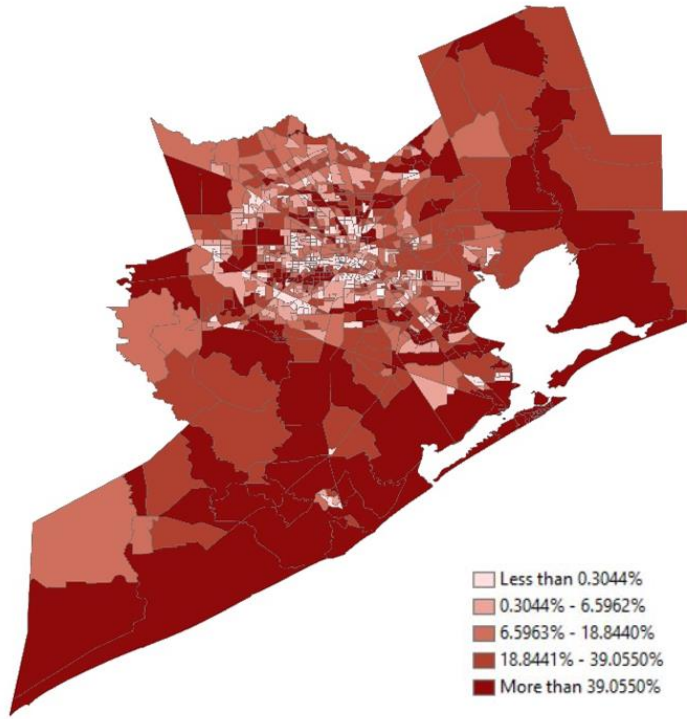 Less than 0.3044%
0.3044% - 6.5962%
6.5963% - 18.8440%
18.8441% - 39.0550%
More than 39.0550%